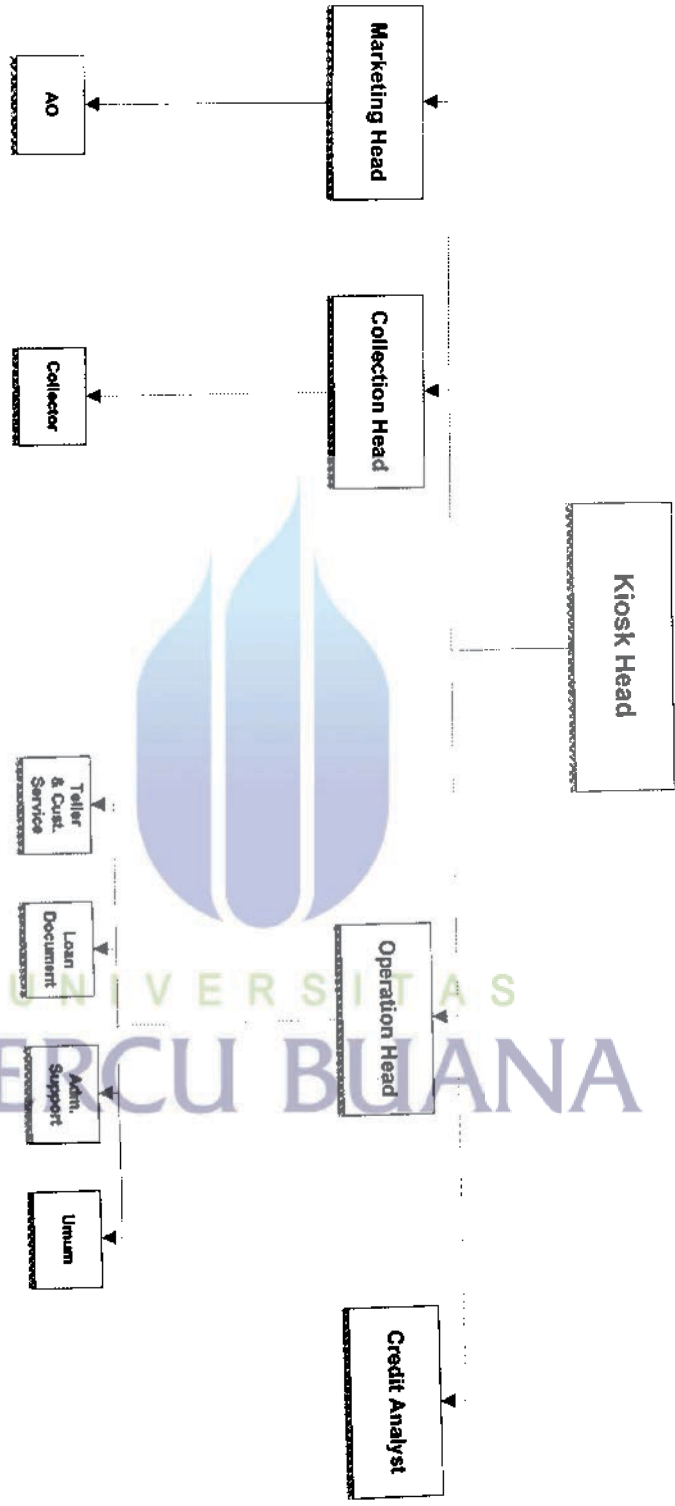 Kiosk Head
Marketing Head
Collection Head
Operation Head
Credit Analyst
AO
Collector
Teller
& Cust.
Service
Loan
Document
Adm.
Support
Umum
UNIVERSITAS
ERCU BUANA